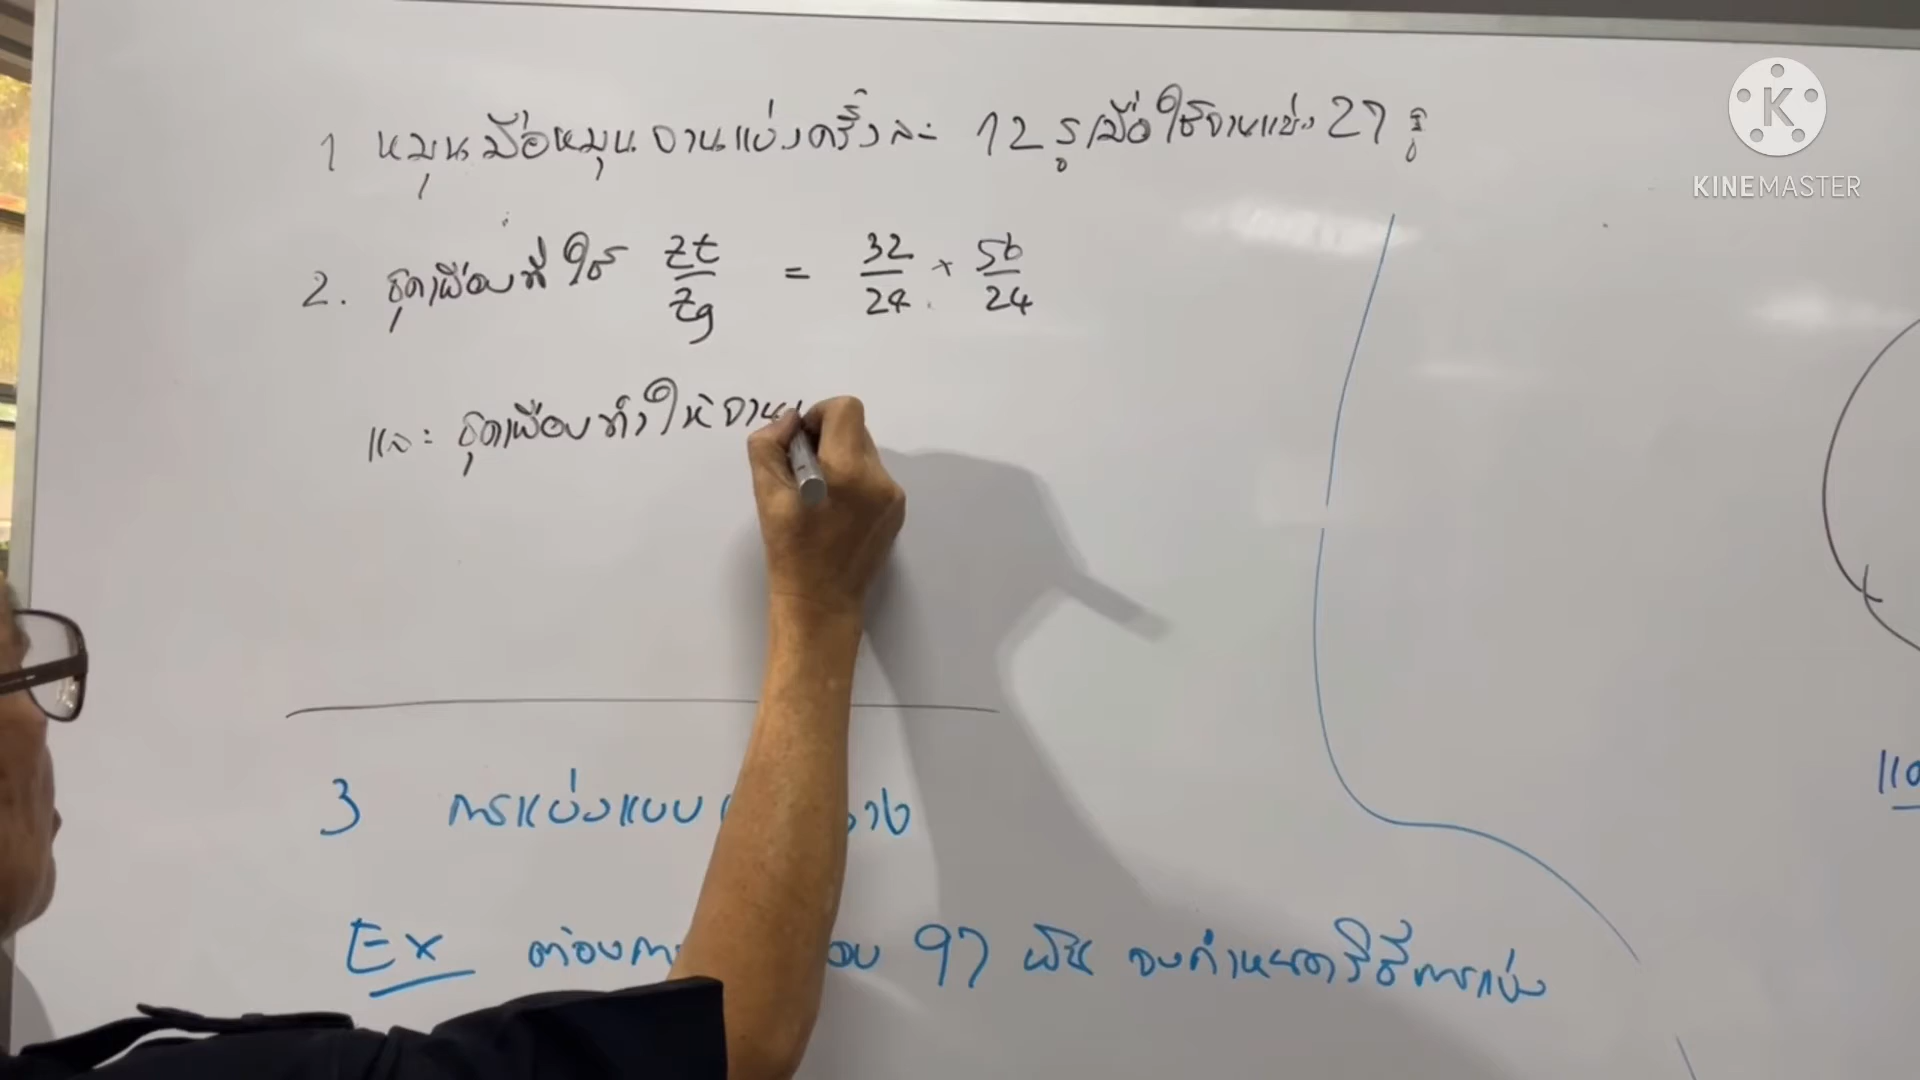 1 หมุนมือหมุนจานแบ่งครั้งละ 12 รู เมื่อใช้จานแบ่ง 27 รู
2. ชุดเฟืองที่ใช้ zt/zg = 32/24 × 56/24
และ ชุดเฟืองทำให้จาน
3 การแบ่งแบบ
Ex ต้องการ 97 ฟัน จงกำหนดวิธีการแบ่ง
KINEMASTER